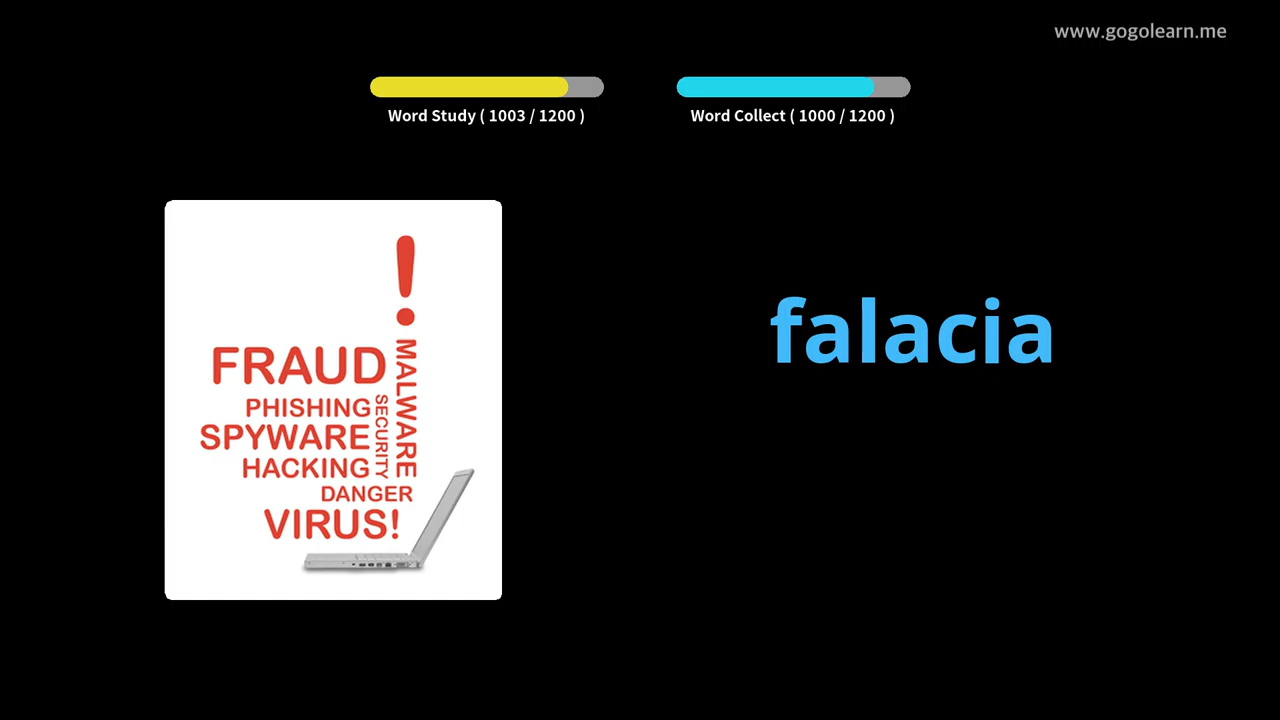 www.gogolearn.me
Word Study ( 1003 / 1200 )
Word Collect ( 1000 / 1200 )
!
FRAUD
MALWARE
PHISHING
SECURITY
SPYWARE
HACKING
DANGER
VIRUS!
falacia